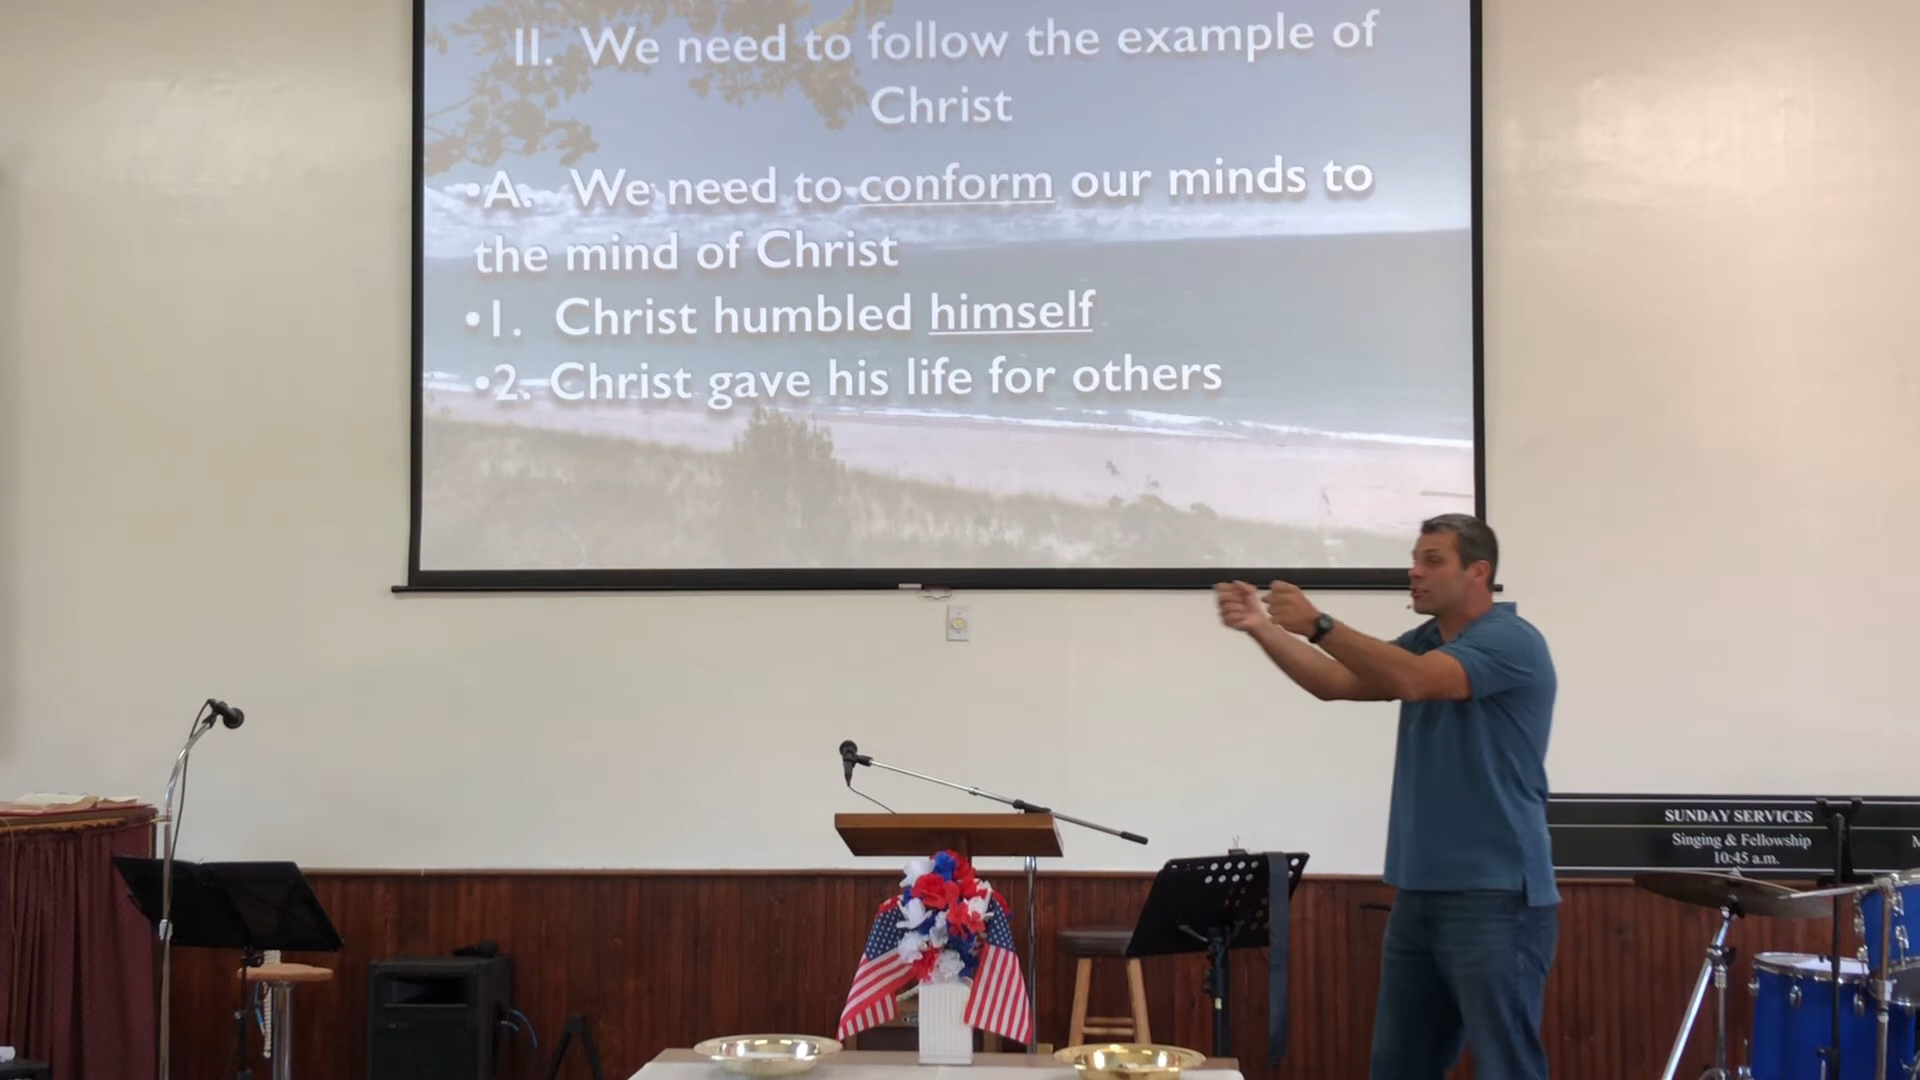 II. We need to follow the example of
Christ
•A. We need to conform our minds to
the mind of Christ
•1. Christ humbled himself
•2. Christ gave his life for others
SUNDAY SERVICES
Singing & Fellowship
10:45 a.m.